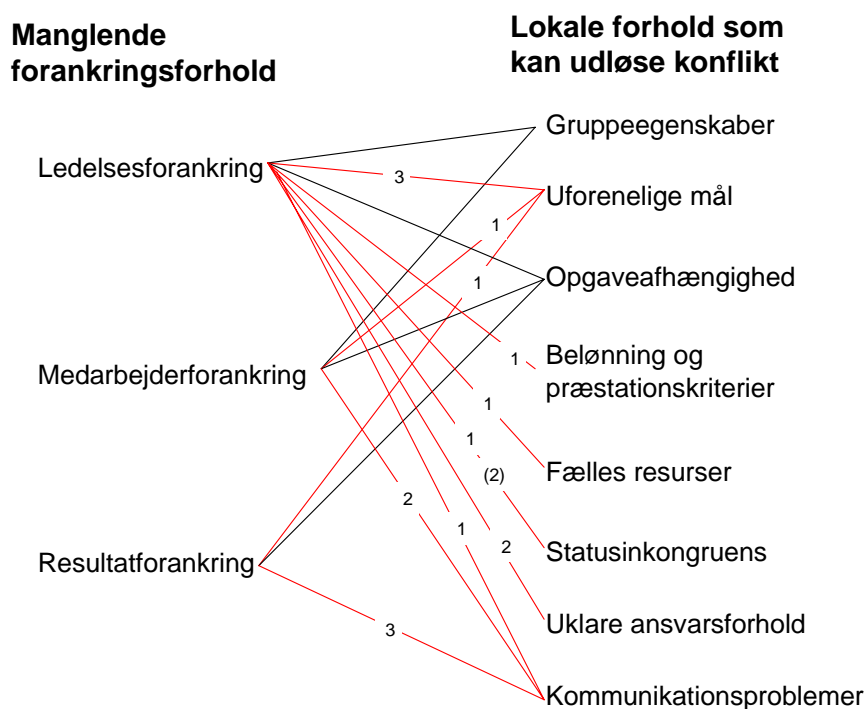 Manglende
forankringsforhold
Lokale forhold som
kan udløse konflikt
Gruppeegenskaber
Ledelsesforankring
3
Uforenelige mål
1
1
Opgaveafhængighed
Medarbejderforankring
1
Belønning og
præstationskriterier
1
1
(2)
Fælles resurser
2
1
2
Statusinkongruens
Resultatforankring
Uklare ansvarsforhold
3
Kommunikationsproblemer